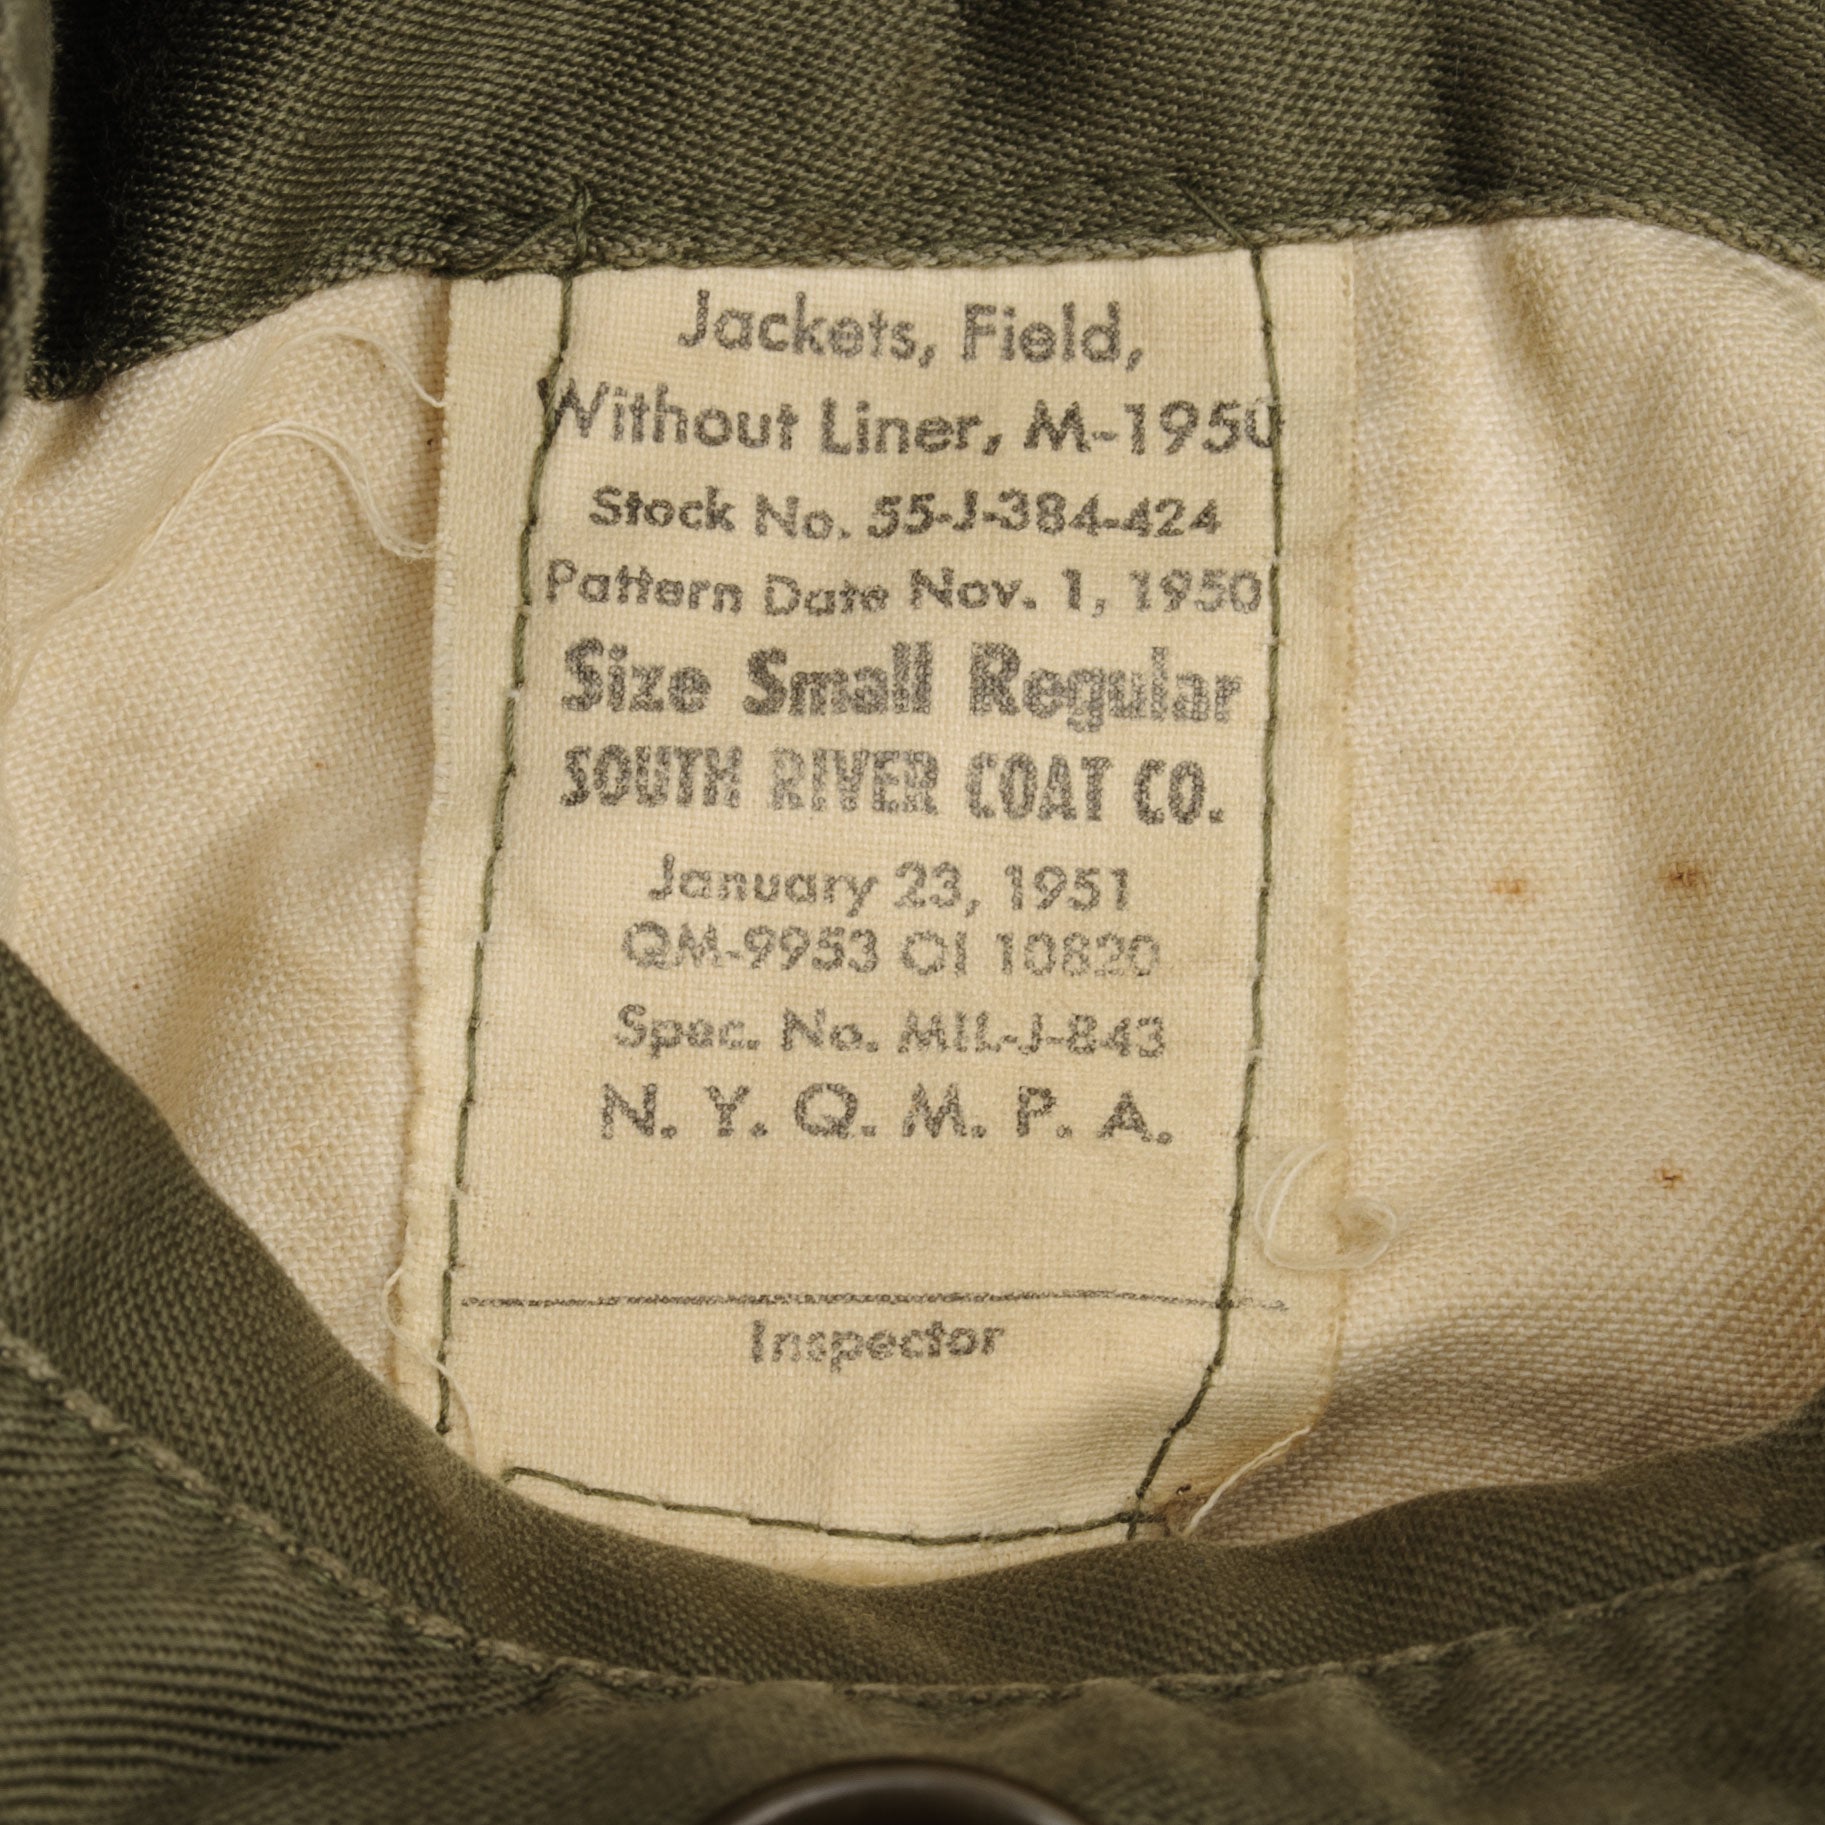 Jackets, Field,
Without Liner, M-1950
Stock No. 55-J-384-424
Pattern Date Nov. 1, 1950
Size Small Regular
SOUTH RIVER COAT CO.
January 23, 1951
QM-9953 OI 10820
Spec. No. MIL-J-843
N. Y. Q. M. P. A.
Inspector